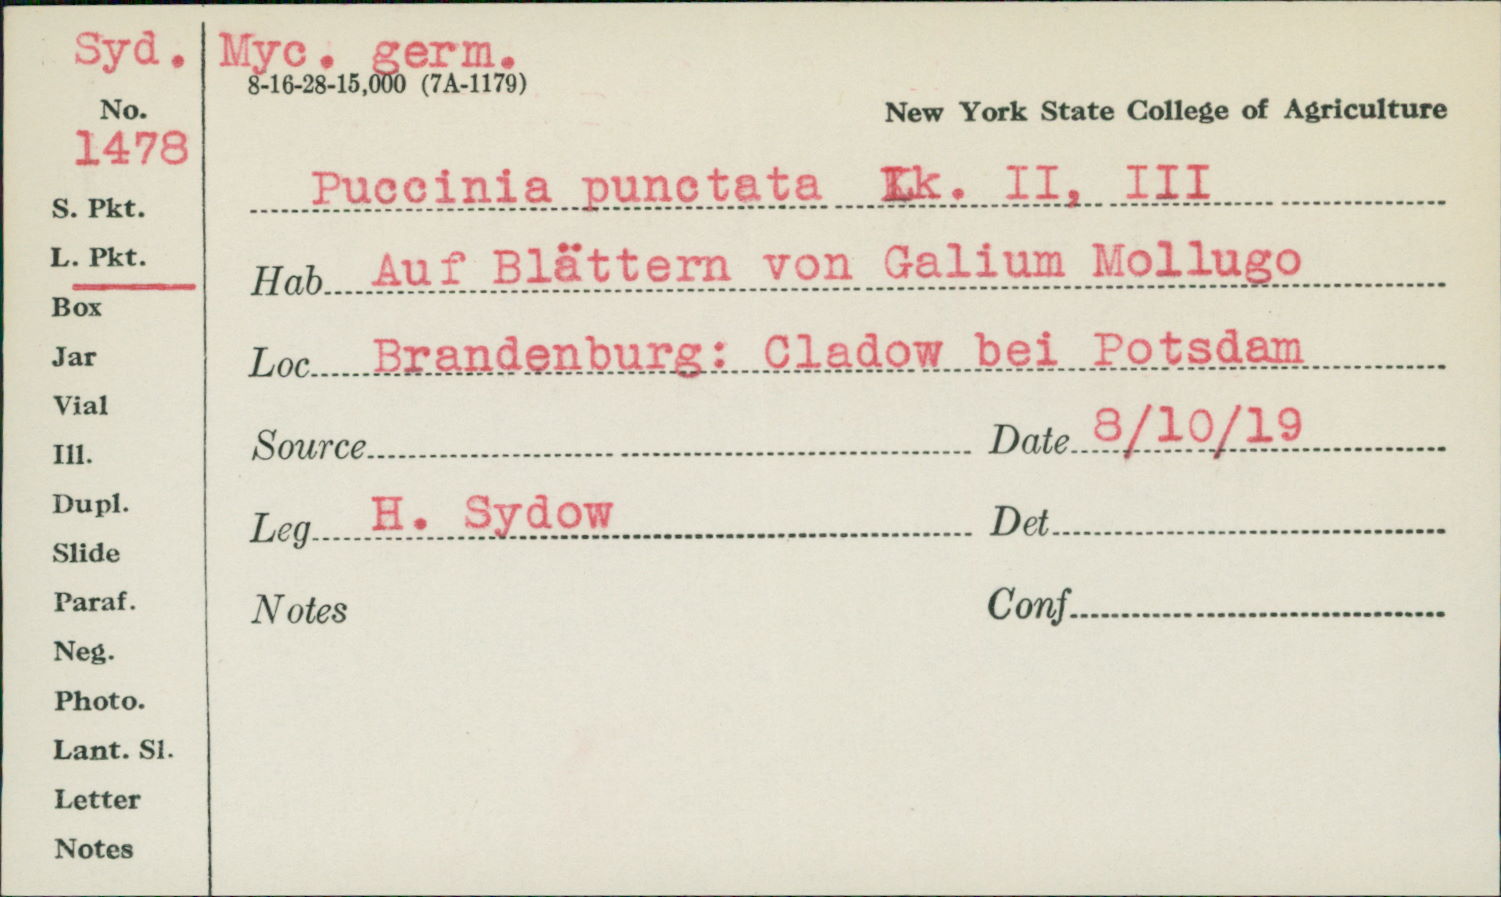 Syd. Myc. germ.
8-16-28-15,000 (7A-1179)
No.
New York State College of Agriculture
1478
Puccinia punctata Lk. II, III
S. Pkt.
L. Pkt.
Hab. Auf Blättern von Galium Mollugo
Box
Jar
Loc. Brandenburg: Cladow bei Potsdam
Vial
Source Date 8/10/19
Ill.
Dupl.
Leg. H. Sydow Det.
Slide
Paraf.
Notes Conf.
Neg.
Photo.
Lant. Sl.
Letter
Notes